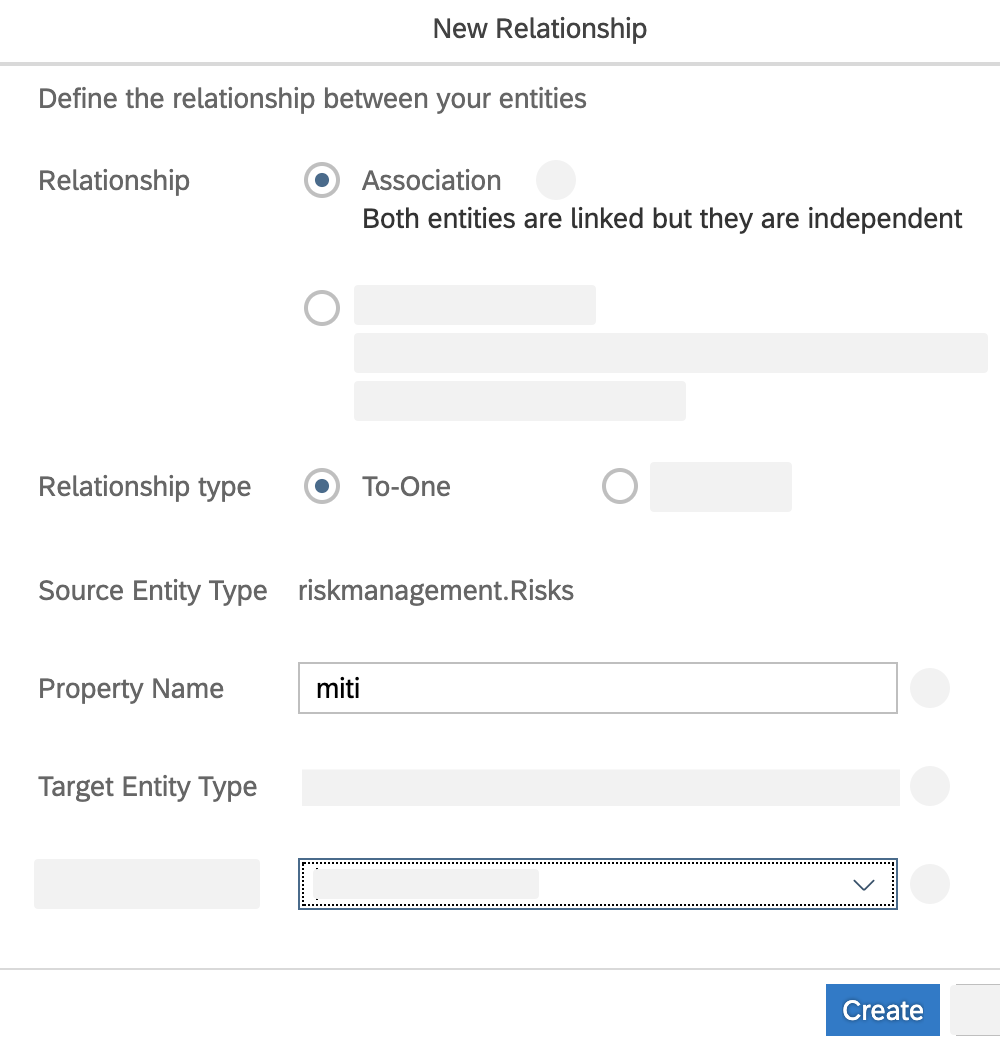 New Relationship
Define the relationship between your entities
Relationship
Association
Both entities are linked but they are independent
Relationship type
To-One
Source Entity Type
riskmanagement.Risks
Property Name
miti
Target Entity Type
Create